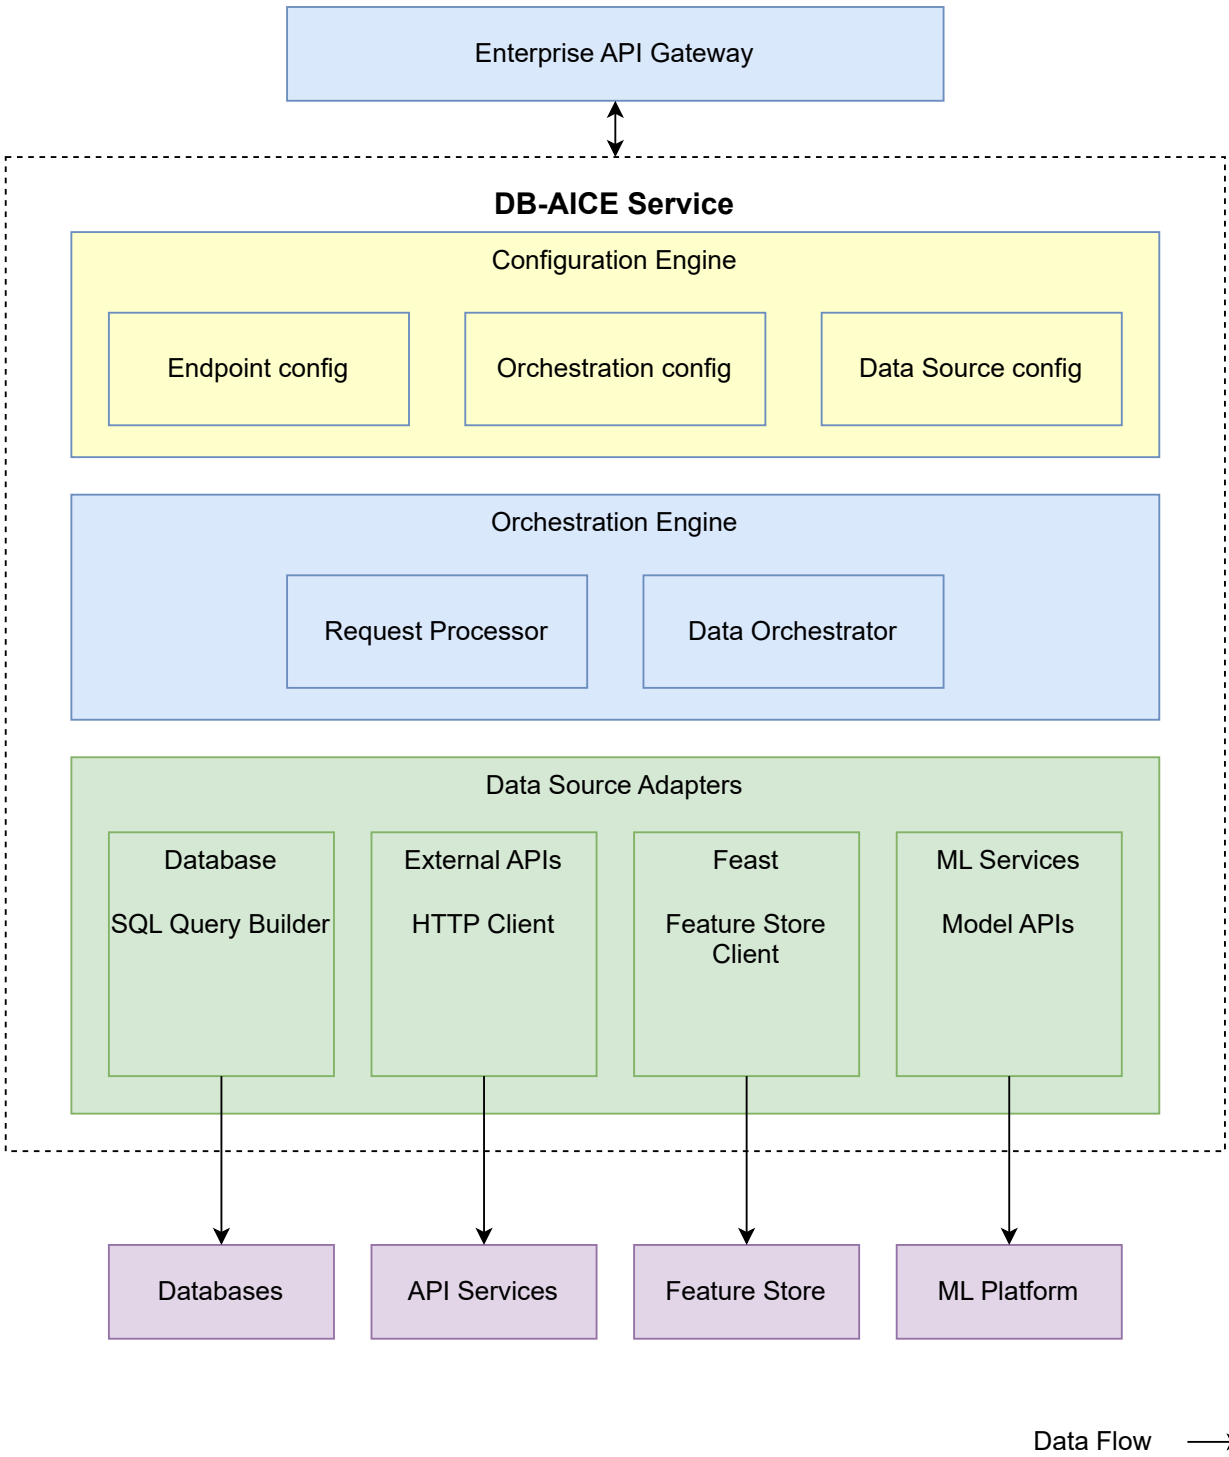 Enterprise API Gateway
DB-AICE Service
Configuration Engine
Endpoint config
Orchestration config
Data Source config
Orchestration Engine
Request Processor
Data Orchestrator
Data Source Adapters
Database
SQL Query Builder
External APIs
HTTP Client
Feast
Feature Store
Client
ML Services
Model APIs
Databases
API Services
Feature Store
ML Platform
Data Flow